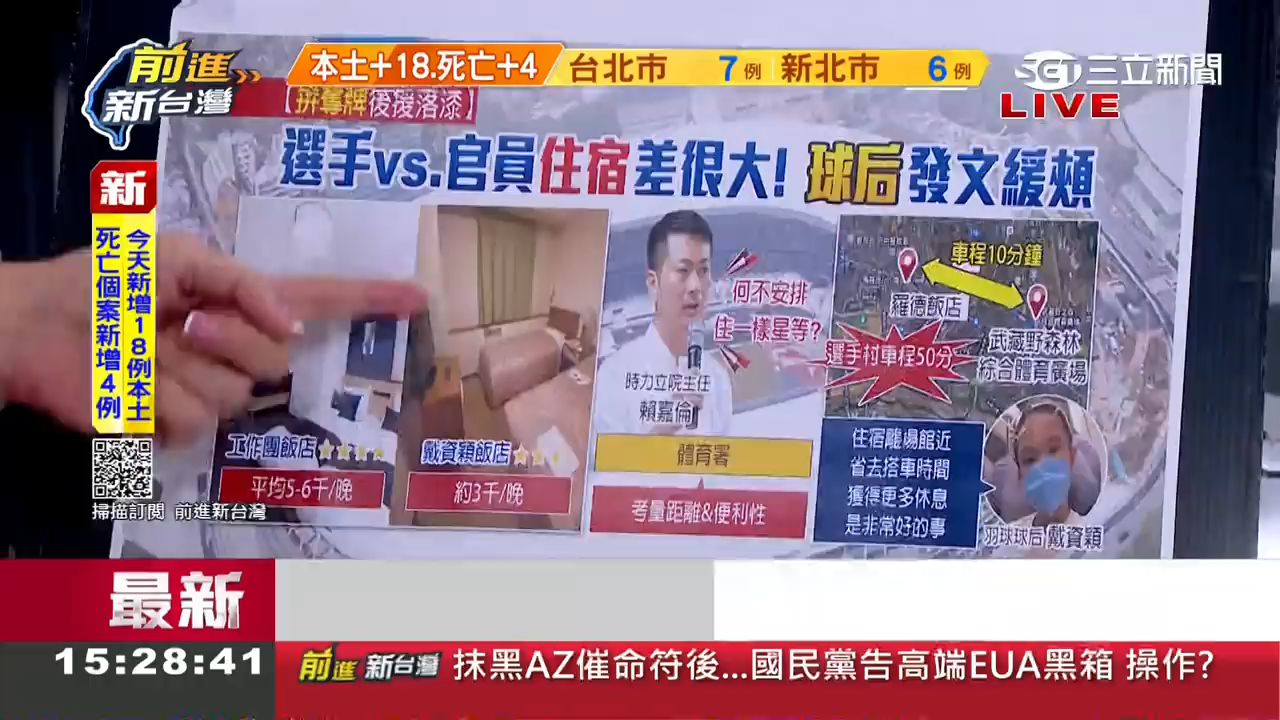 前進
新台灣
本土+18.死亡+4
台北市 7例
新北市 6例
SET三立新聞
LIVE
【拚奪牌後援落漆】
選手vs.官員住宿差很大! 球后發文緩頰
新
今天新增18例本土
死亡個案新增4例
掃描訂閱 前進新台灣
工作團飯店
平均5-6千/晚
戴資穎飯店
約3千/晚
何不安排
住一樣星等?
時力立院主任
賴嘉倫
體育署
考量距離&便利性
車程10分鐘
羅德飯店
武藏野森林
綜合體育廣場
選手村車程50分
住宿離場館近
省去搭車時間
獲得更多休息
是非常好的事
羽球球后 戴資穎
最新
15:28:41
前進新台灣 抹黑AZ催命符後...國民黨告高端EUA黑箱 操作?